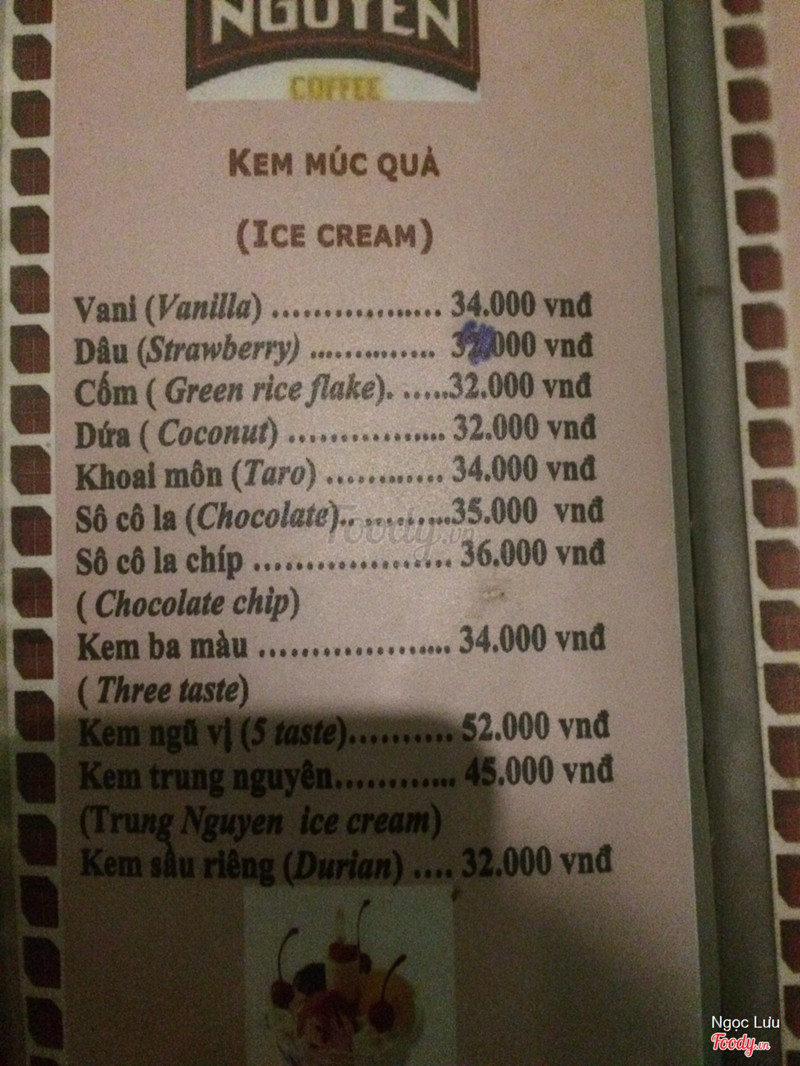 NGUYEN
COFFEE
KEM MÚC QUẢ
(ICE CREAM)
Vani (Vanilla) ................... 34.000 vnđ
Dâu (Strawberry) .............. vnđ
Cốm ( Green rice flake). .....32.000 vnđ
Dứa ( Coconut) ................. 32.000 vnđ
Khoai môn (Taro) ............. 34.000 vnđ
Sô cô la (Chocolate).. ..........35.000 vnđ
Sô cô la chíp ..................... 36.000 vnđ
( Chocolate chip)
Kem ba màu .................... 34.000 vnđ
( Three taste)
Kem ngũ vị (5 taste).......... 52.000 vnđ
Kem trung nguyên............ 45.000 vnđ
(Trung Nguyen ice cream)
Kem sầu riêng (Durian) .... 32.000 vnđ
Foody.vn
Ngọc Lưu
Foody.vn